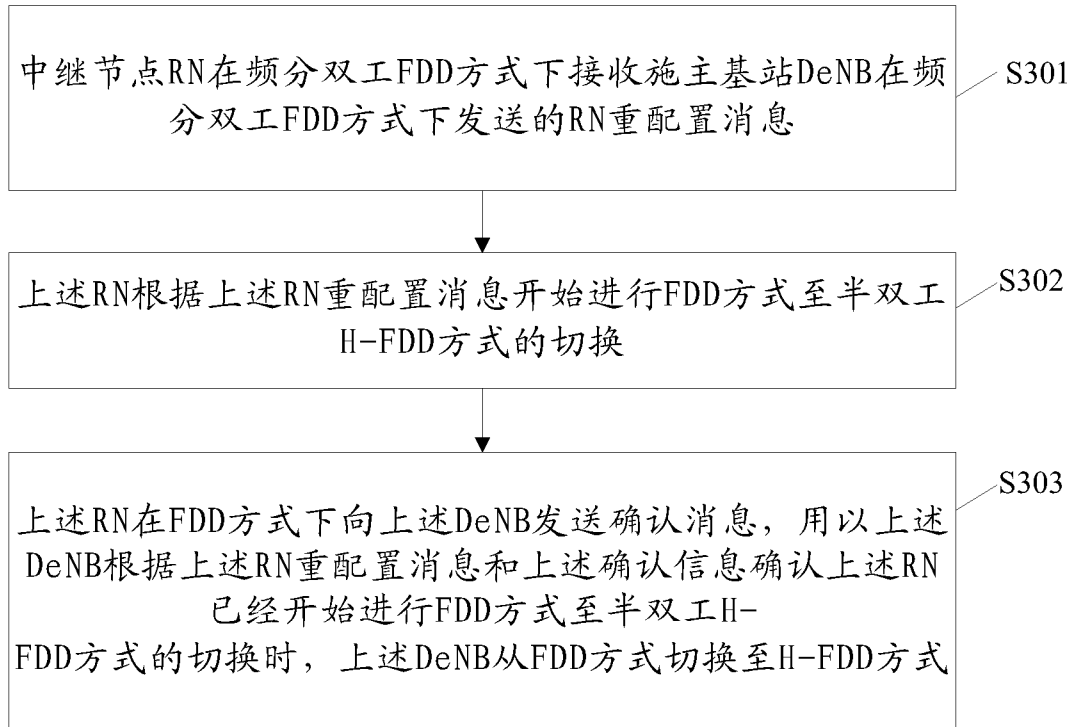 中继节点RN在频分双工FDD方式下接收施主基站DeNB在频
分双工FDD方式下发送的RN重配置消息
S301
上述RN根据上述RN重配置消息开始进行FDD方式至半双工
H-FDD方式的切换
S302
上述RN在FDD方式下向上述DeNB发送确认消息，用以上述
DeNB根据上述RN重配置消息和上述确认信息确认上述RN
已经开始进行FDD方式至半双工H-
FDD方式的切换时，上述DeNB从FDD方式切换至H-FDD方式
S303